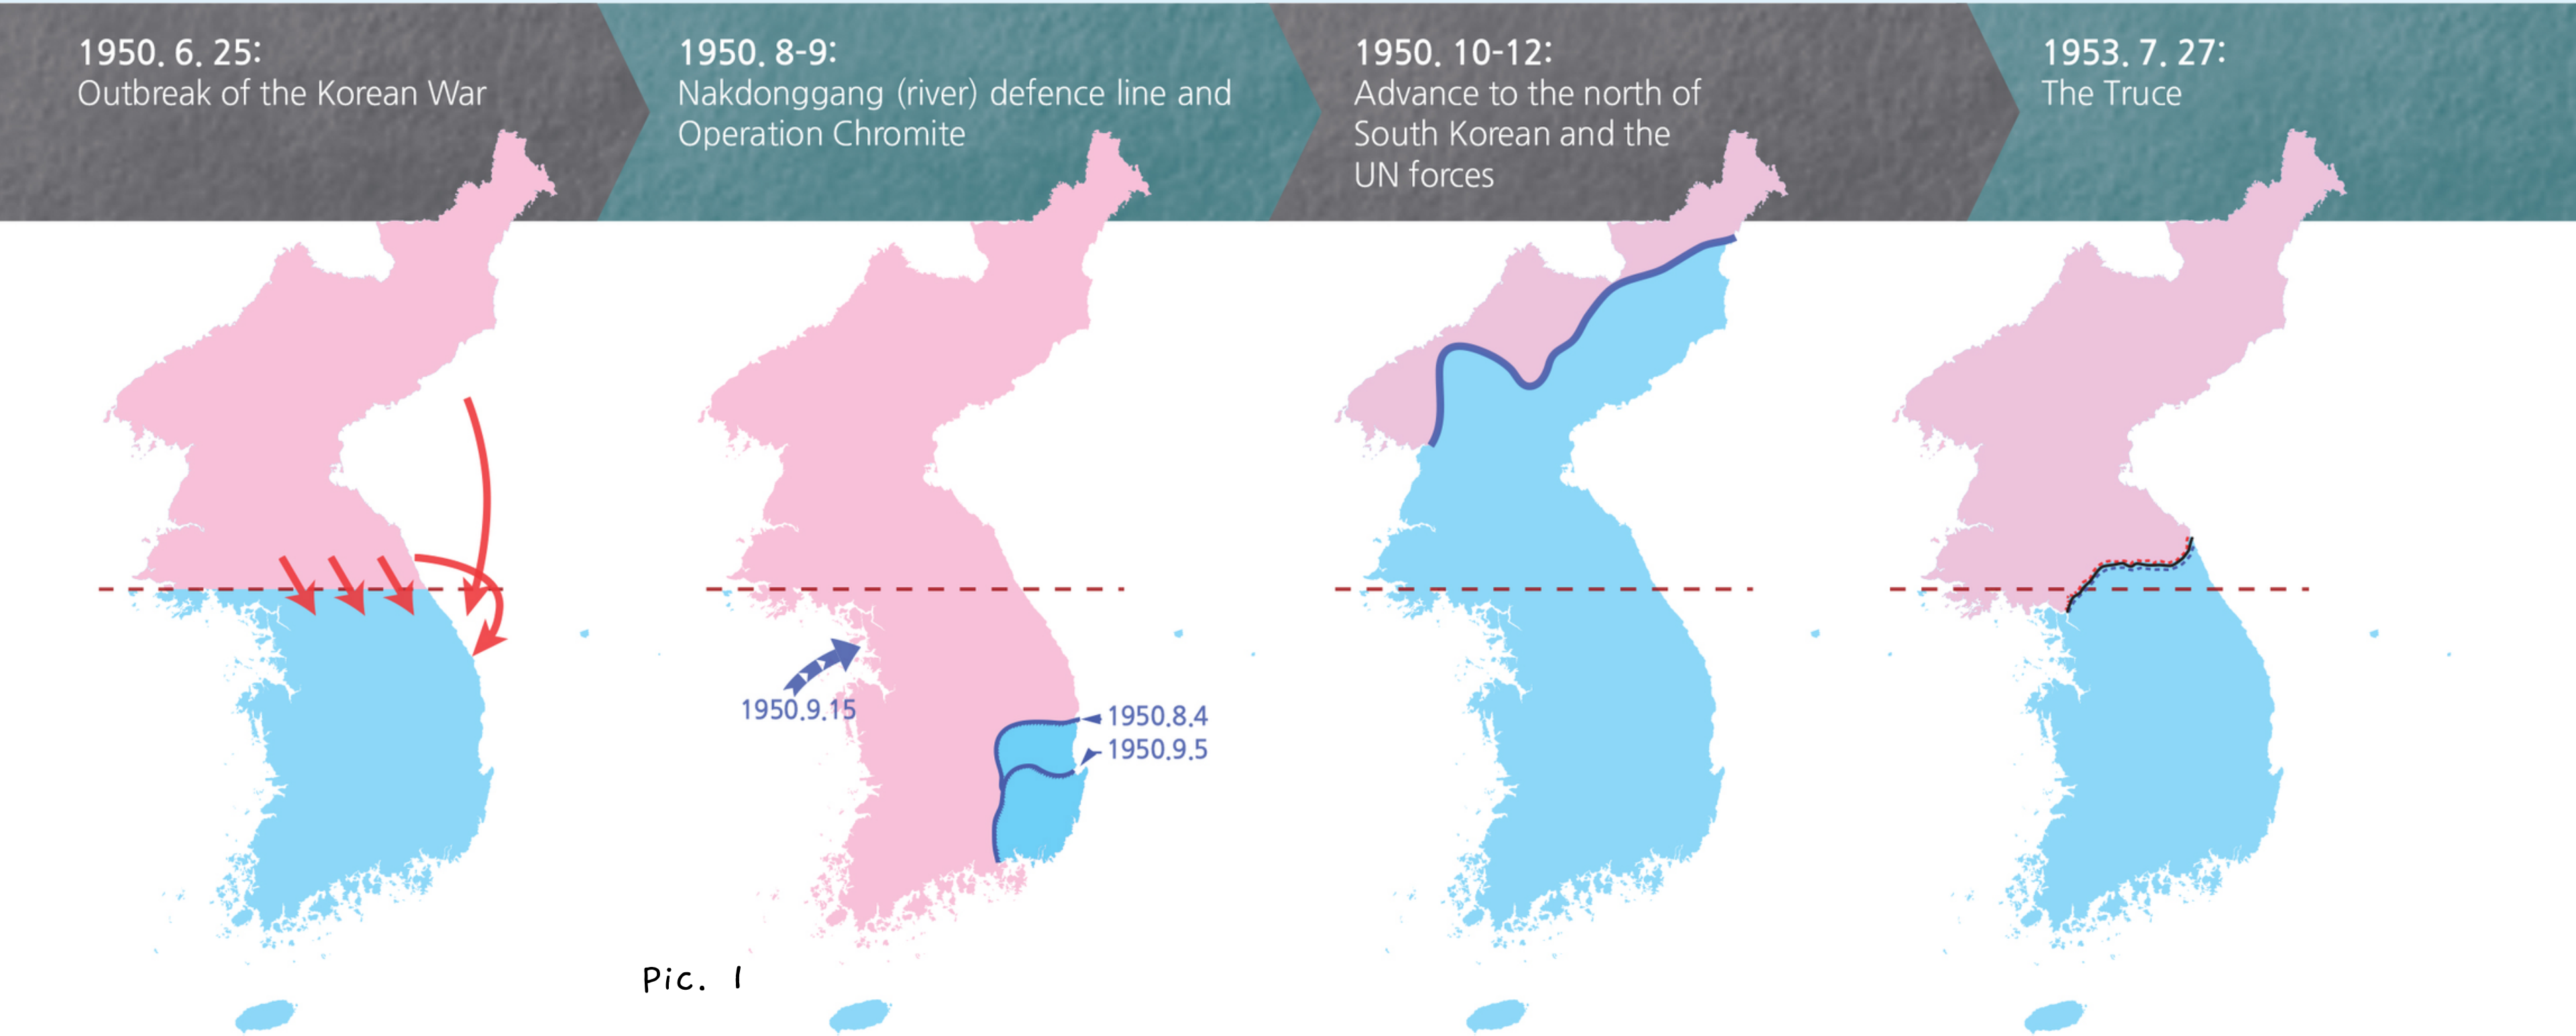 1950. 6. 25:
Outbreak of the Korean War
1950. 8-9:
Nakdonggang (river) defence line and
Operation Chromite
1950. 10-12:
Advance to the north of
South Korean and the
UN forces
1953. 7. 27:
The Truce
1950.9.15
1950.8.4
1950.9.5
Pic. 1